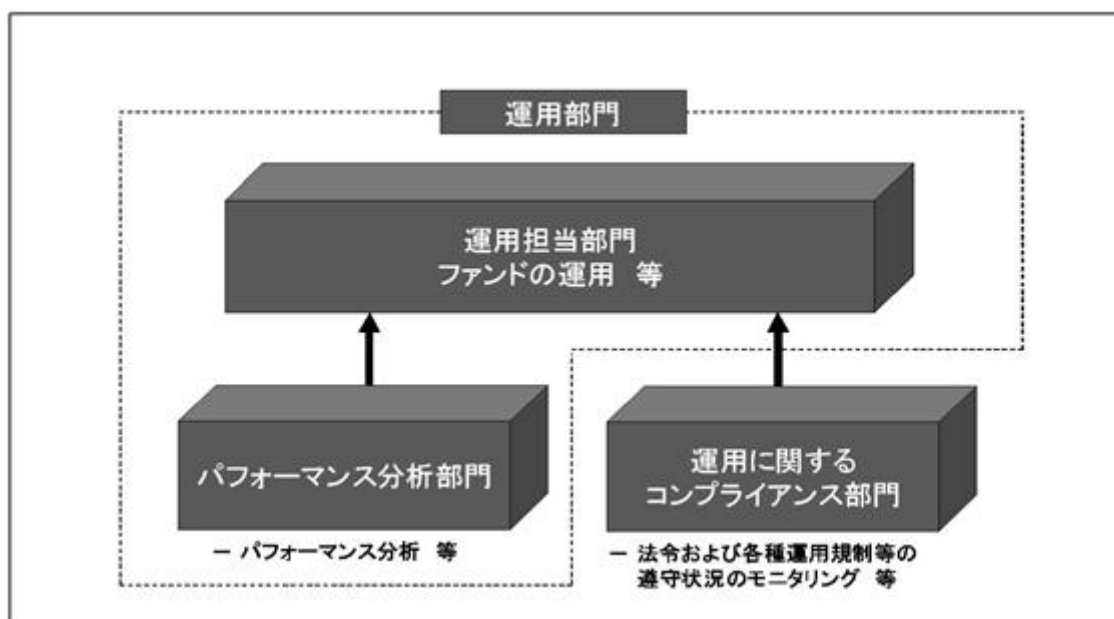 運用部門
運用担当部門
ファンドの運用 等
パフォーマンス分析部門
－ パフォーマンス分析 等
運用に関する
コンプライアンス部門
－ 法令および各種運用規制等の
遵守状況のモニタリング 等